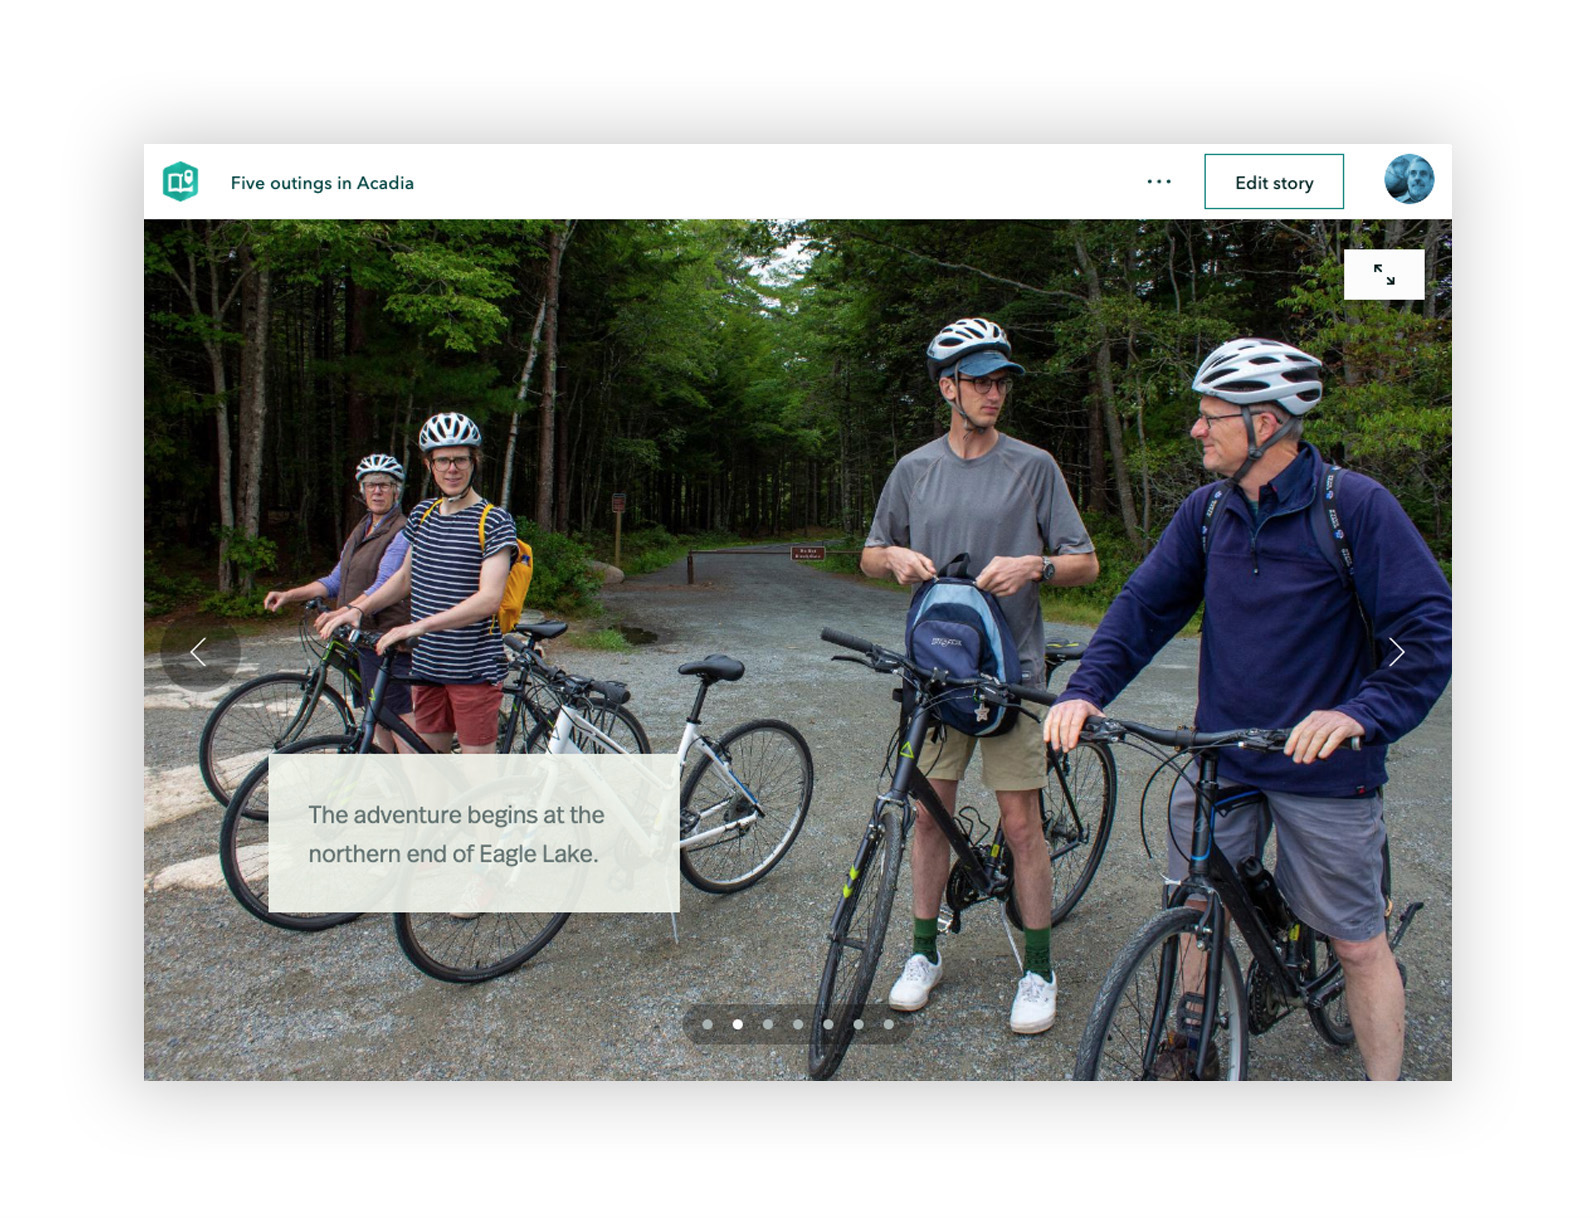 Five outings in Acadia
Edit story
The adventure begins at the
northern end of Eagle Lake.